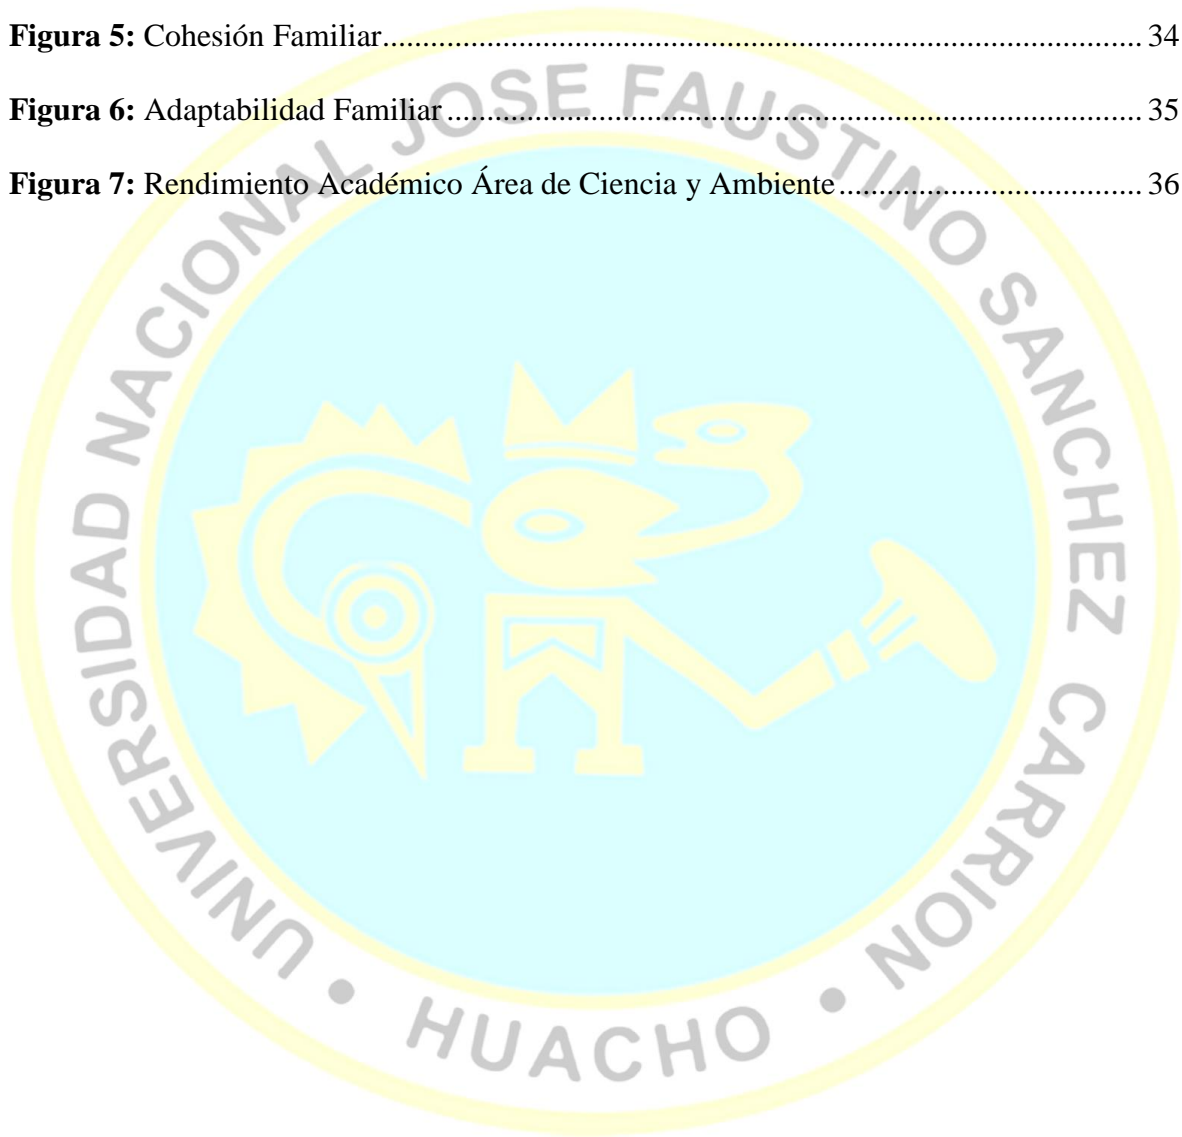 Figura 5: Cohesión Familiar.......................................................................................................... 34
Figura 6: Adaptabilidad Familiar................................................................................................. 35
Figura 7: Rendimiento Académico Área de Ciencia y Ambiente.......................................... 36
UNIVERSIDAD NACIONAL JOSE FAUSTINO SANCHEZ CARRION • HUACHO •